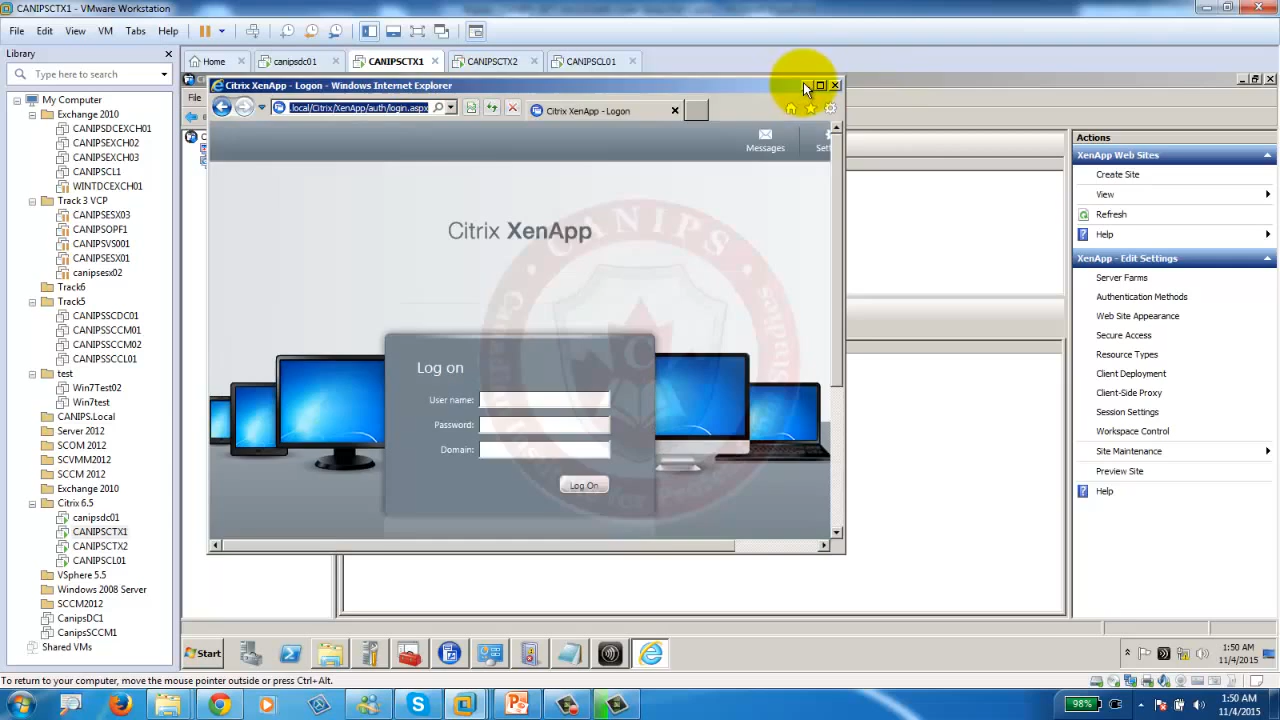 CANIPSCTX1 - VMware Workstation
File Edit View VM Tabs Help
Library
Type here to search
My Computer
Exchange 2010
CANIPSDCEXCH01
CANIPSEXCH02
CANIPSEXCH03
CANIPSCL1
WINTDCEXCH01
Track 3 VCP
CANIPSESX03
CANIPSOPF1
CANIPSVS001
CANIPSESX01
canipsesx02
Track6
Track5
CANIPSSCDC01
CANIPSSCCM01
CANIPSSCCM02
CANIPSSCCL01
test
Win7Test02
Win7test
CANIPS.Local
Server 2012
SCOM 2012
SCVMM2012
SCCM 2012
Exchange 2010
Citrix 6.5
canipsdc01
CANIPSCTX1
CANIPSCTX2
CANIPSCL01
VSphere 5.5
Windows 2008 Server
SCCM2012
CanipsDC1
CanipsSCCM1
Shared VMs
Home canipsdc01 CANIPSCTX1 CANIPSCTX2 CANIPSCL01
File
Citrix XenApp - Logon - Windows Internet Explorer
.local/Citrix/XenApp/auth/login.aspx
Citrix XenApp - Logon
Messages
Citrix XenApp
CANIPS
Log on
User name:
Password:
Domain:
Log On
Actions
XenApp Web Sites
Create Site
View
Refresh
Help
XenApp - Edit Settings
Server Farms
Authentication Methods
Web Site Appearance
Secure Access
Resource Types
Client Deployment
Client-Side Proxy
Session Settings
Workspace Control
Site Maintenance
Preview Site
Help
Start
1:50 AM
11/4/2015
To return to your computer, move the mouse pointer outside or press Ctrl+Alt.
98%
1:50 AM
11/4/2015